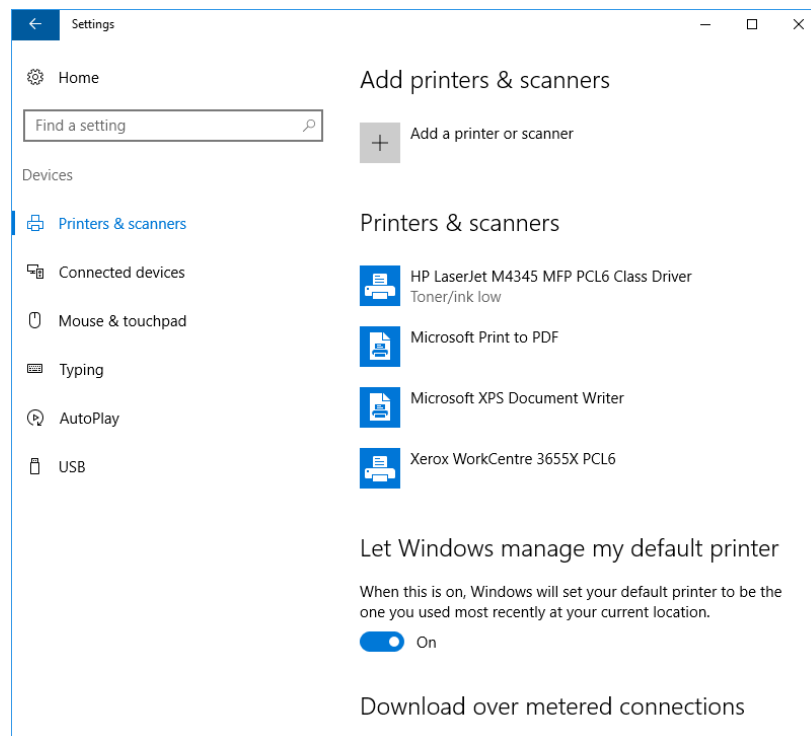 Settings
Home
Find a setting
Devices
Printers & scanners
Connected devices
Mouse & touchpad
Typing
AutoPlay
USB
Add printers & scanners
Add a printer or scanner
Printers & scanners
HP LaserJet M4345 MFP PCL6 Class Driver
Toner/ink low
Microsoft Print to PDF
Microsoft XPS Document Writer
Xerox WorkCentre 3655X PCL6
Let Windows manage my default printer
When this is on, Windows will set your default printer to be the
one you used most recently at your current location.
On
Download over metered connections